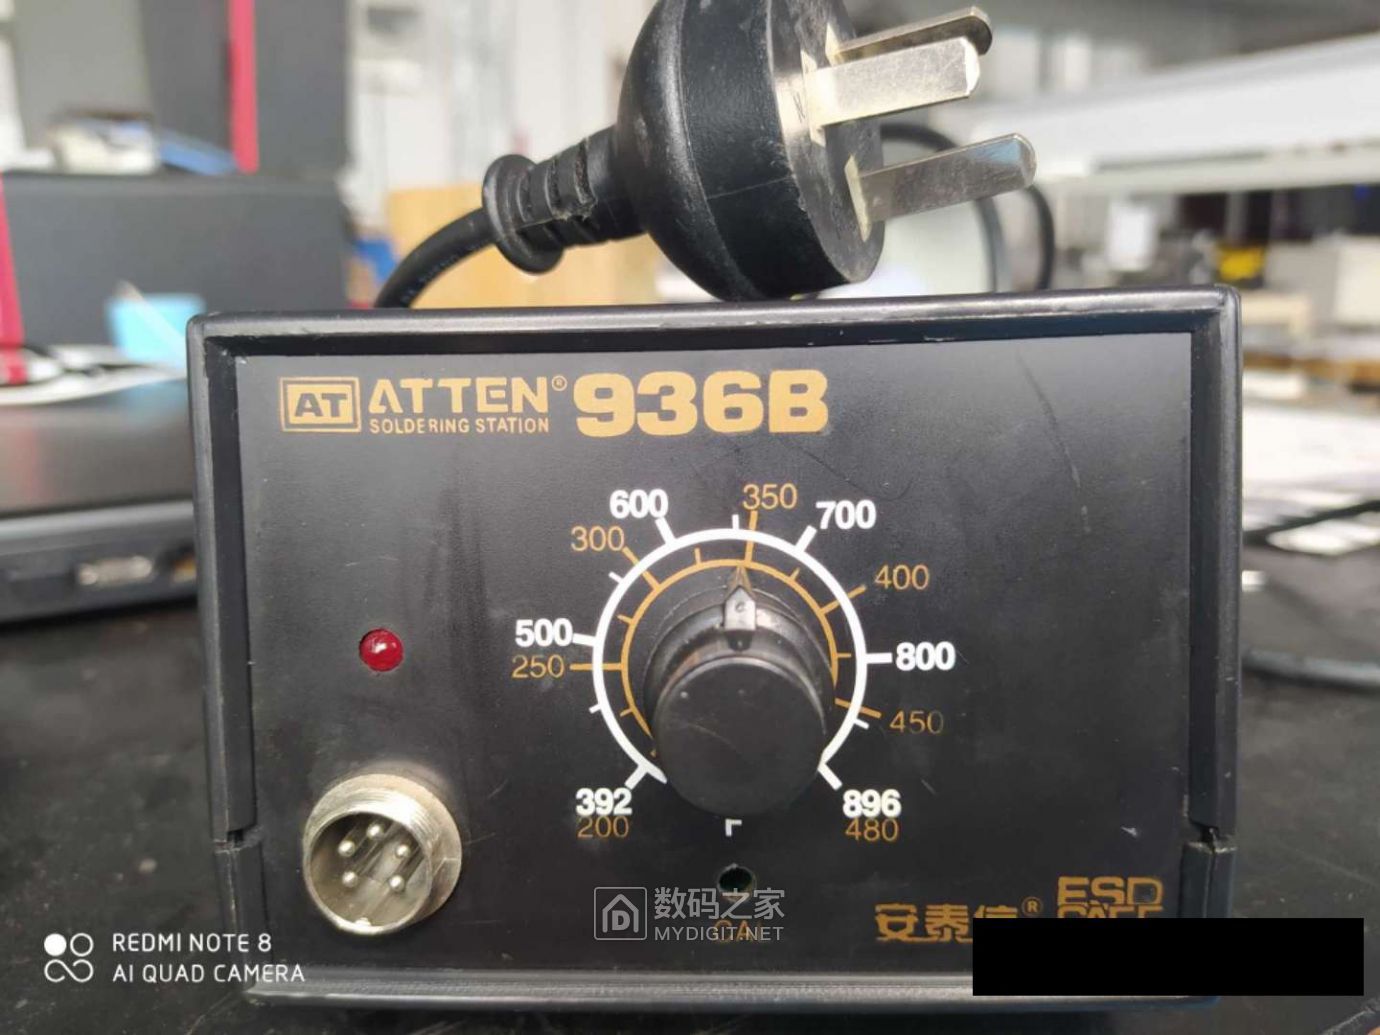 AT ATTEN® 936B
SOLDERING STATION
600
350
700
300
400
500
250
800
450
392
200
896
480
数码之家
MYDIGIT.NET
安泰信®
ESD
REDMI NOTE 8
AI QUAD CAMERA